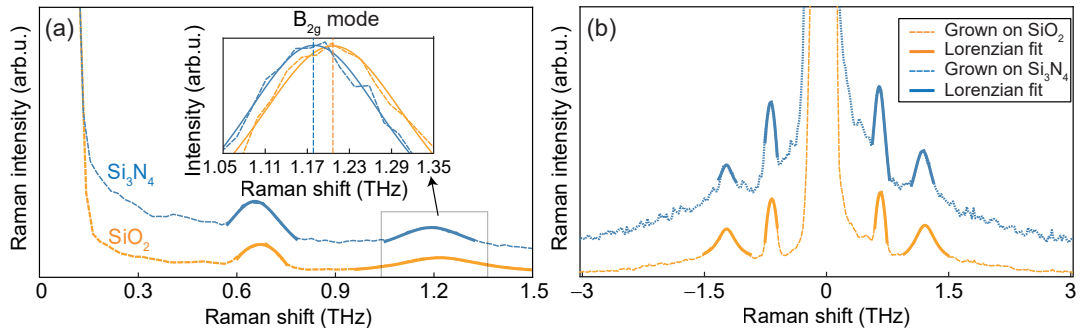 (a)
B2g mode
Intensity (arb.u.)
1.05 1.11 1.17 1.23 1.29 1.35
Raman shift (THz)
Si3N4
SiO2
Raman intensity (arb.u.)
0 0.3 0.6 0.9 1.2 1.5
Raman shift (THz)
(b)
Grown on SiO2
Lorenzian fit
Grown on Si3N4
Lorenzian fit
Raman intensity (arb.u.)
−3 −1.5 0 1.5 3
Raman shift (THz)